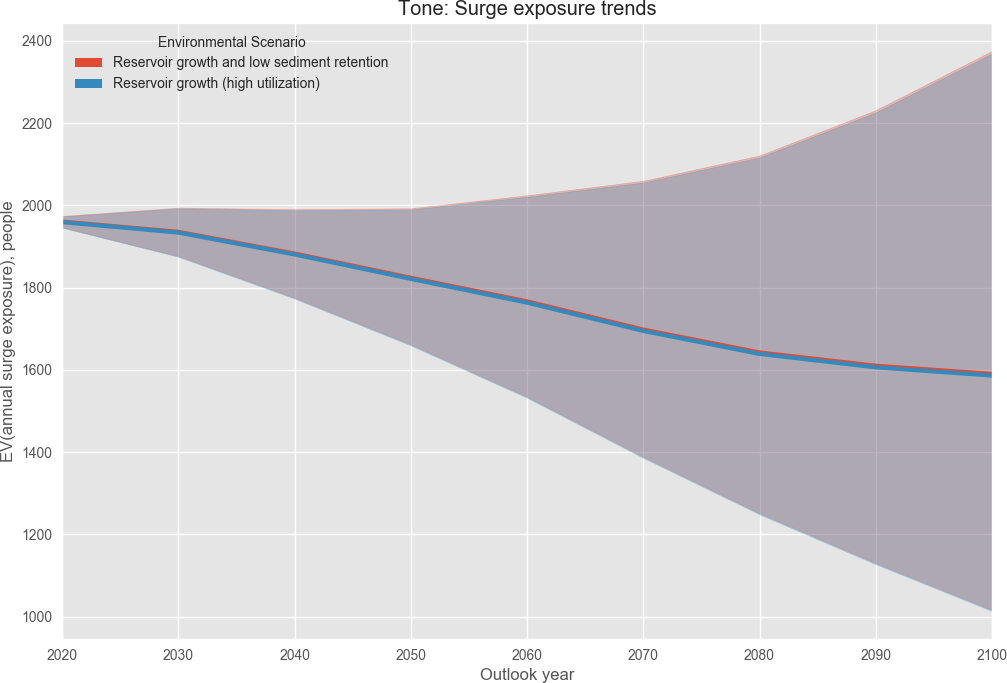 Tone: Surge exposure trends
Environmental Scenario
Reservoir growth and low sediment retention
Reservoir growth (high utilization)
EV(annual surge exposure), people
2400
2200
2000
1800
1600
1400
1200
1000
2020 2030 2040 2050 2060 2070 2080 2090 2100
Outlook year